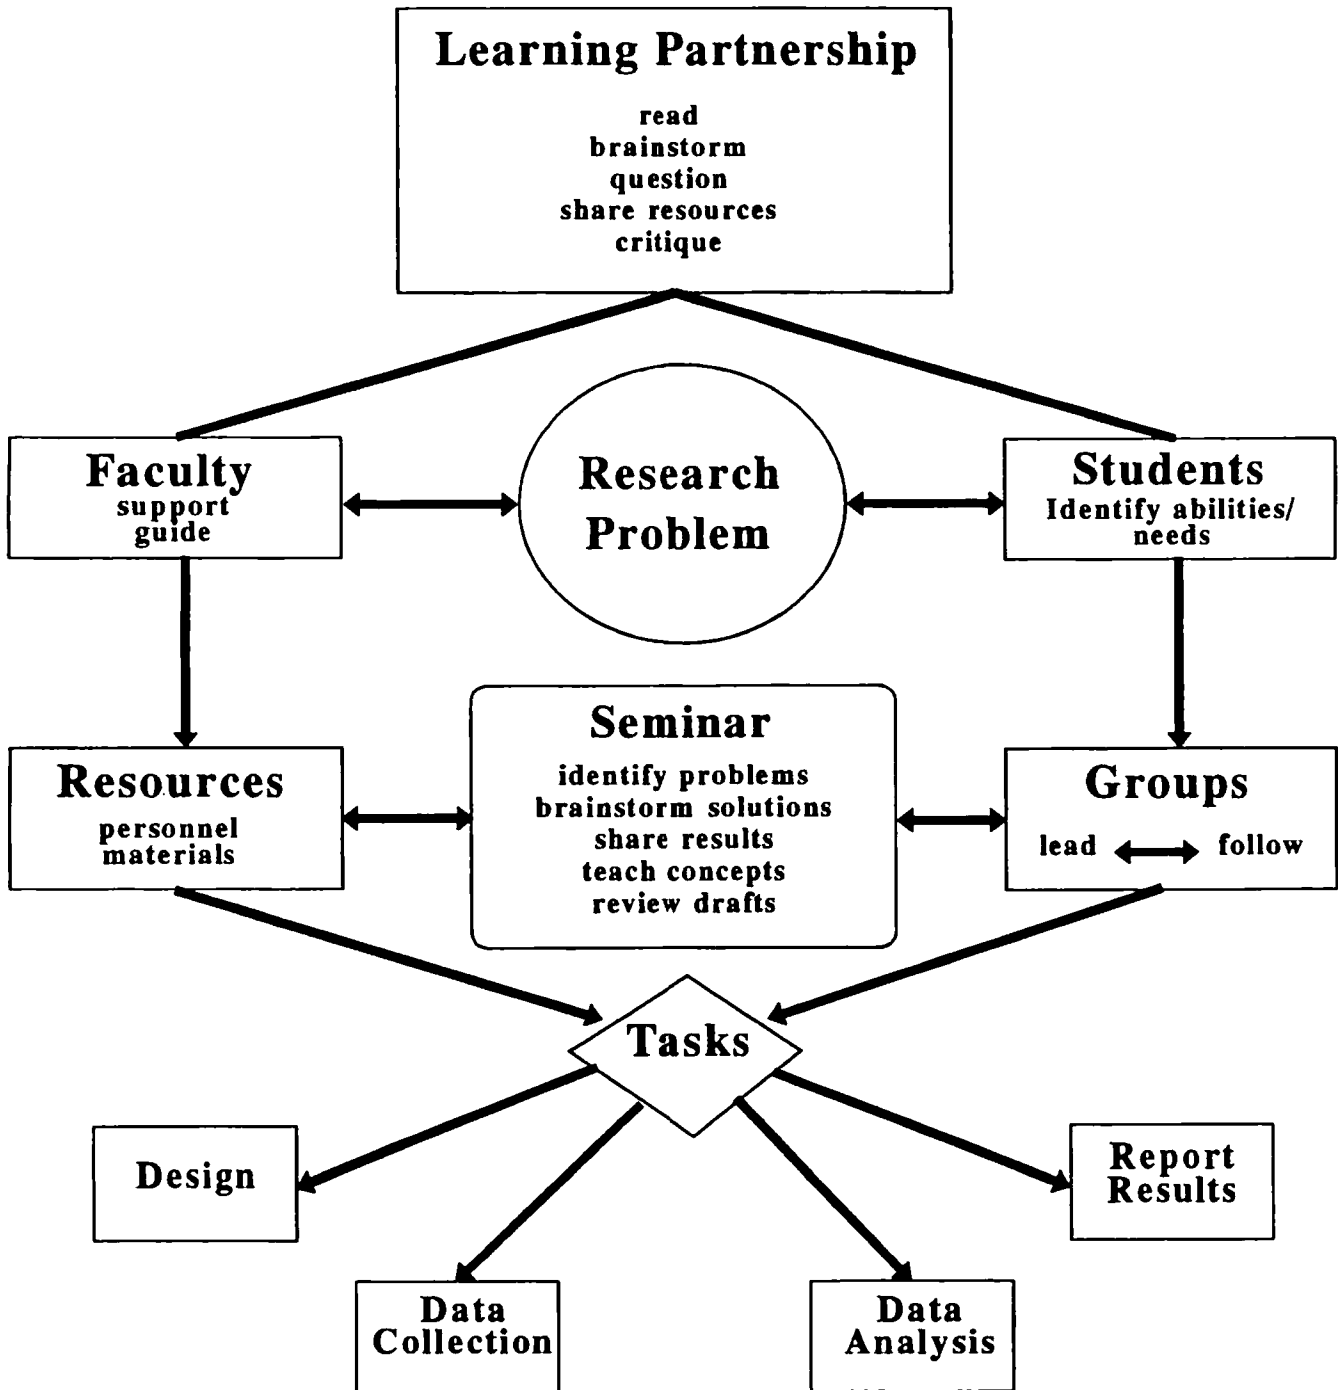 Learning Partnership
read
brainstorm
question
share resources
critique
Faculty
support
guide
Research
Problem
Students
Identify abilities/
needs
Resources
personnel
materials
Seminar
identify problems
brainstorm solutions
share results
teach concepts
review drafts
Groups
lead follow
Tasks
Design
Report
Results
Data
Collection
Data
Analysis